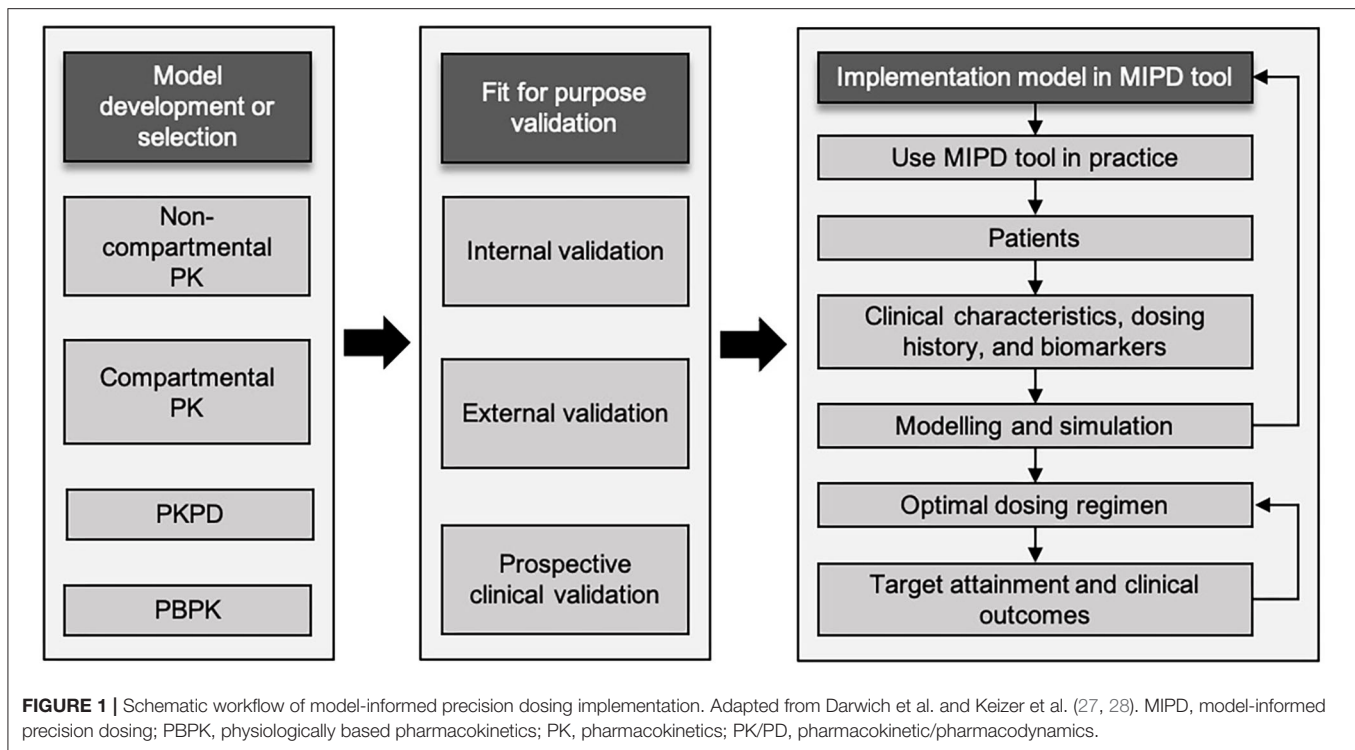 Model
development or
selection
Non-
compartmental
PK
Compartmental
PK
PKPD
PBPK
Fit for purpose
validation
Internal validation
External validation
Prospective
clinical validation
Implementation model in MIPD tool
Use MIPD tool in practice
Patients
Clinical characteristics, dosing
history, and biomarkers
Modelling and simulation
Optimal dosing regimen
Target attainment and clinical
outcomes
FIGURE 1 | Schematic workflow of model-informed precision dosing implementation. Adapted from Darwich et al. and Keizer et al. (27, 28). MIPD, model-informed
precision dosing; PBPK, physiologically based pharmacokinetics; PK, pharmacokinetics; PK/PD, pharmacokinetic/pharmacodynamics.